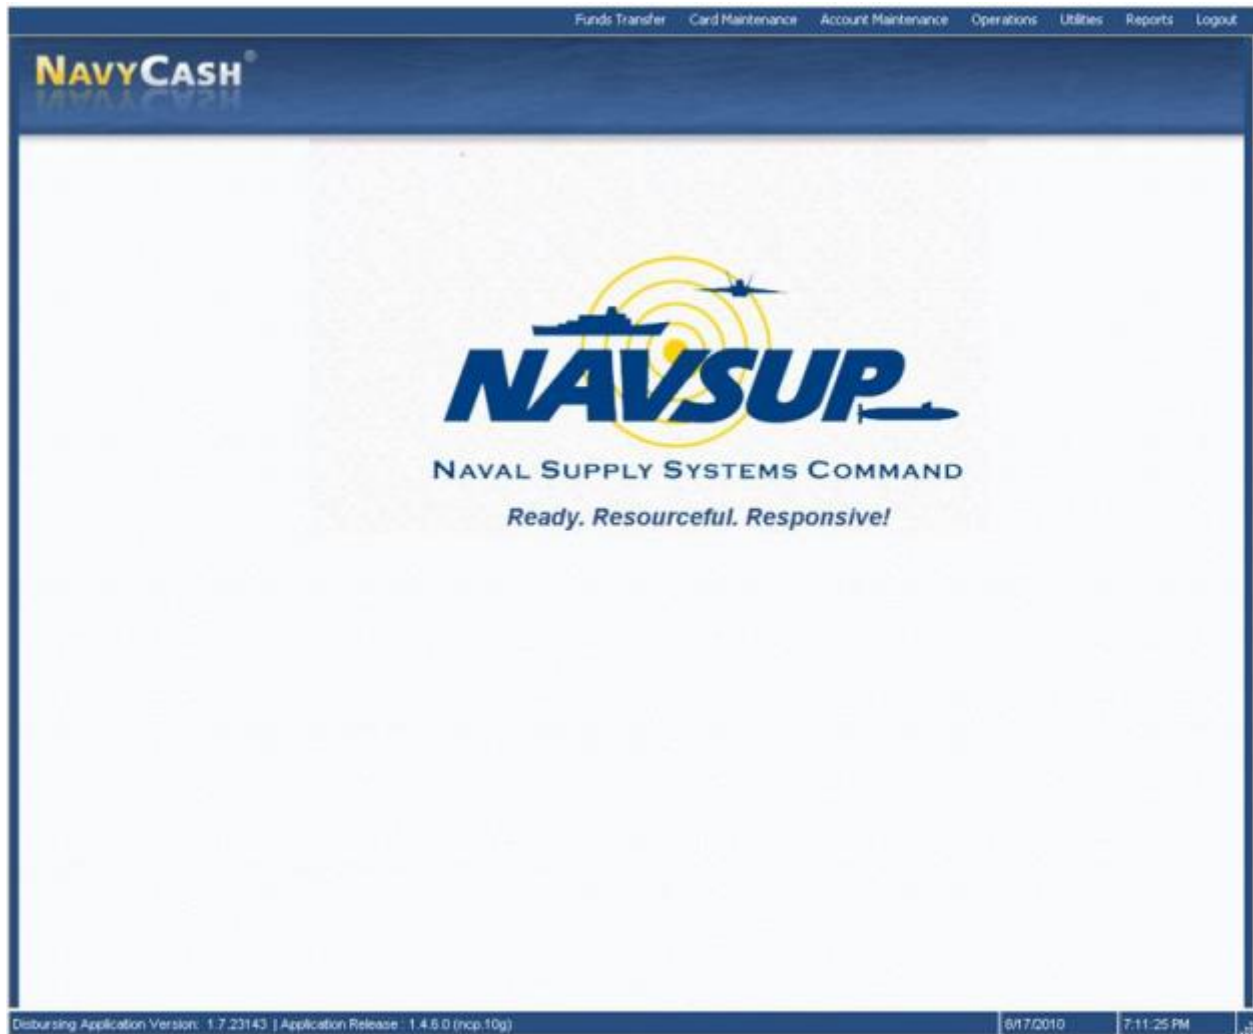 Funds Transfer Card Maintenance Account Maintenance Operations Utilities Reports Logout
NAVYCASH®
NAVSUP
NAVAL SUPPLY SYSTEMS COMMAND
Ready. Resourceful. Responsive!
Disbursing Application Version: 1.7.23143 | Application Release : 1.4.6.0 (ncp.10g) 8/17/2010 7:11:25 PM